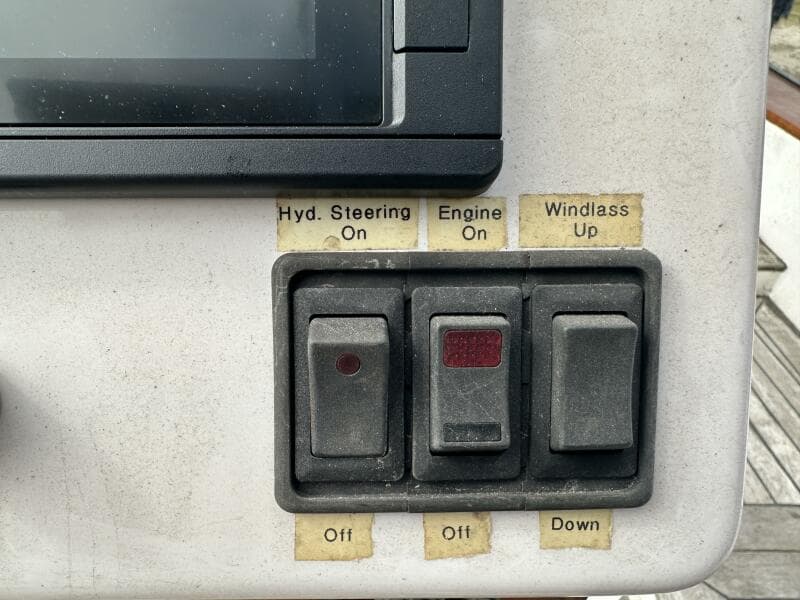 Hyd. Steering
On
Engine
On
Windlass
Up
Off
Off
Down